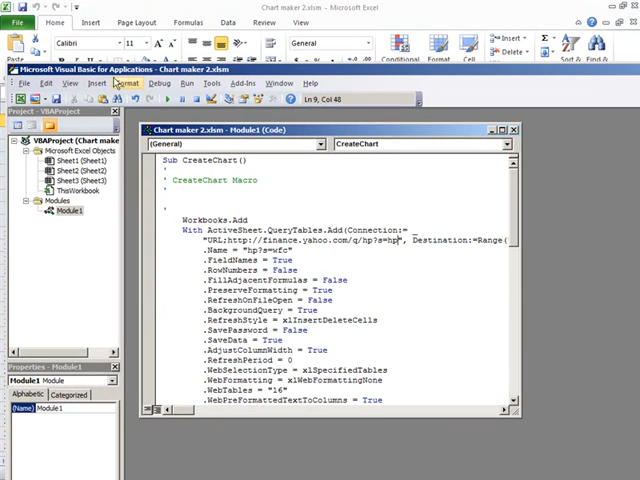 Chart maker 2.xlsm - Microsoft Excel
File Home Insert Page Layout Formulas Data Review View
Calibri 11 General Insert
Microsoft Visual Basic for Applications - Chart maker 2.xlsm
File Edit View Insert Format Debug Run Tools Add-Ins Window Help
Ln 9, Col 48
Project - VBAProject
VBAProject (Chart make
Microsoft Excel Objects
Sheet1 (Sheet1)
Sheet2 (Sheet2)
Sheet3 (Sheet3)
ThisWorkbook
Modules
Module1
Properties - Module1
Module1 Module
Alphabetic Categorized
(Name) Module1
Chart maker 2.xlsm - Module1 (Code)
(General) CreateChart
Sub CreateChart()
'
' CreateChart Macro
'
'
Workbooks.Add
With ActiveSheet.QueryTables.Add(Connection:= _
"URL;http://finance.yahoo.com/q/hp?s=hp", Destination:=Range(
.Name = "hp?s=wfc"
.FieldNames = True
.RowNumbers = False
.FillAdjacentFormulas = False
.PreserveFormatting = True
.RefreshOnFileOpen = False
.BackgroundQuery = True
.RefreshStyle = xlInsertDeleteCells
.SavePassword = False
.SaveData = True
.AdjustColumnWidth = True
.RefreshPeriod = 0
.WebSelectionType = xlSpecifiedTables
.WebFormatting = xlWebFormattingNone
.WebTables = "16"
.WebPreFormattedTextToColumns = True